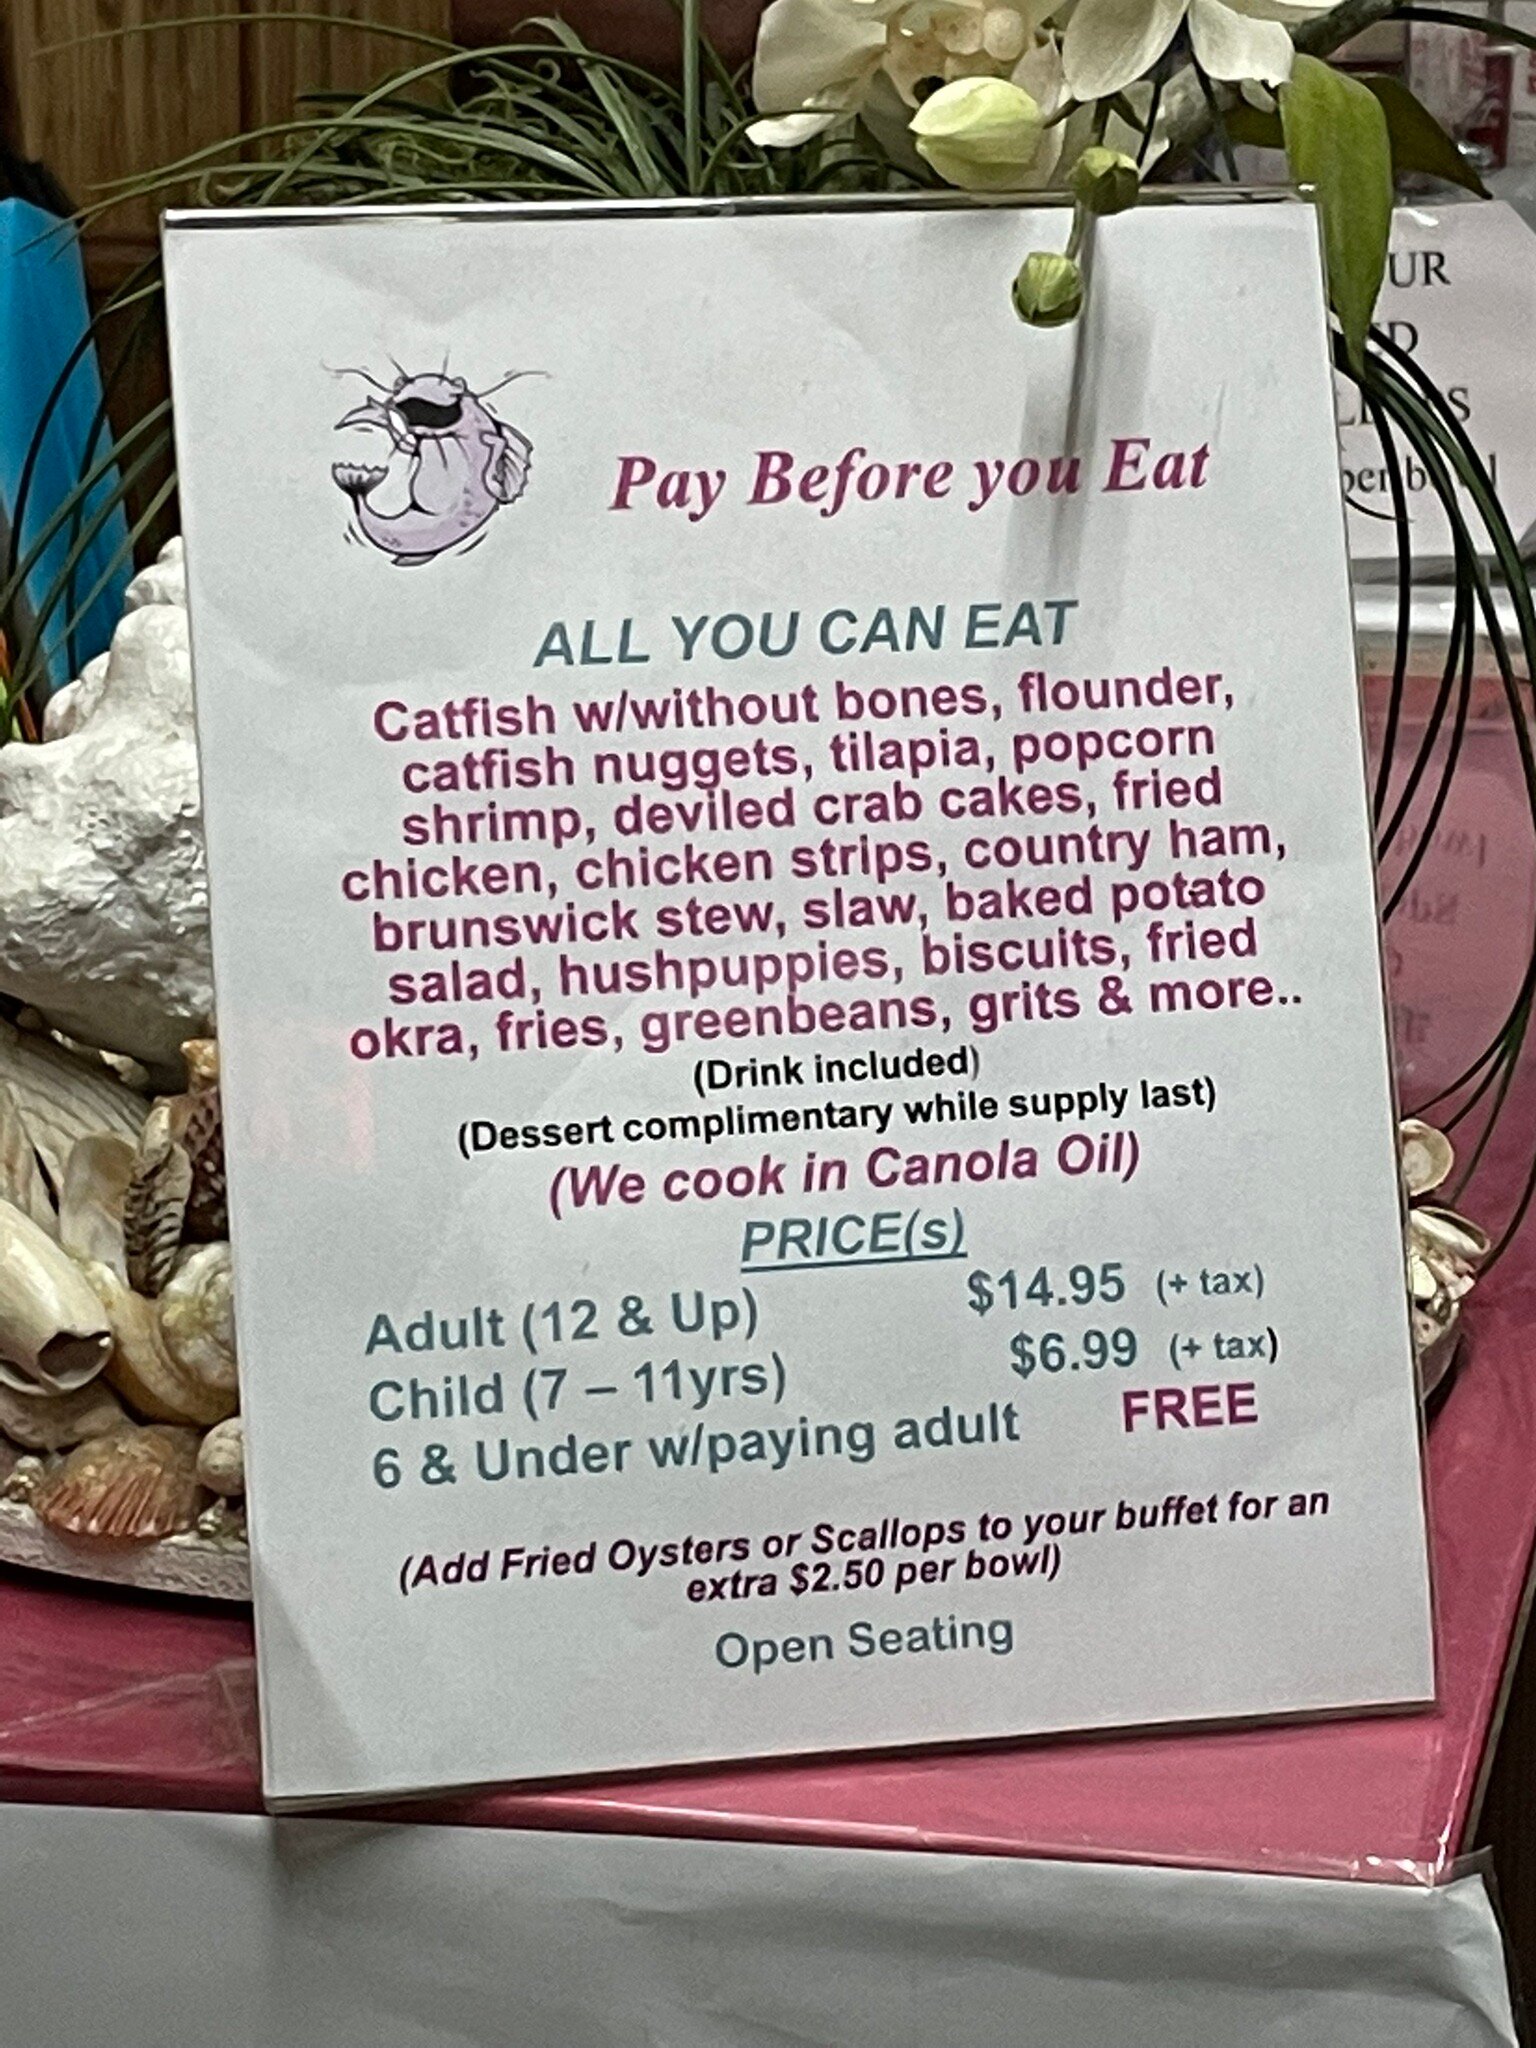 Pay Before you Eat
ALL YOU CAN EAT
Catfish w/without bones, flounder,
catfish nuggets, tilapia, popcorn
shrimp, deviled crab cakes, fried
chicken, chicken strips, country ham,
brunswick stew, slaw, baked potato
salad, hushpuppies, biscuits, fried
okra, fries, greenbeans, grits & more..
(Drink included)
(Dessert complimentary while supply last)
(We cook in Canola Oil)
PRICE(s)
Adult (12 & Up) $14.95 (+ tax)
Child (7 – 11yrs) $6.99 (+ tax)
6 & Under w/paying adult FREE
(Add Fried Oysters or Scallops to your buffet for an
extra $2.50 per bowl)
Open Seating